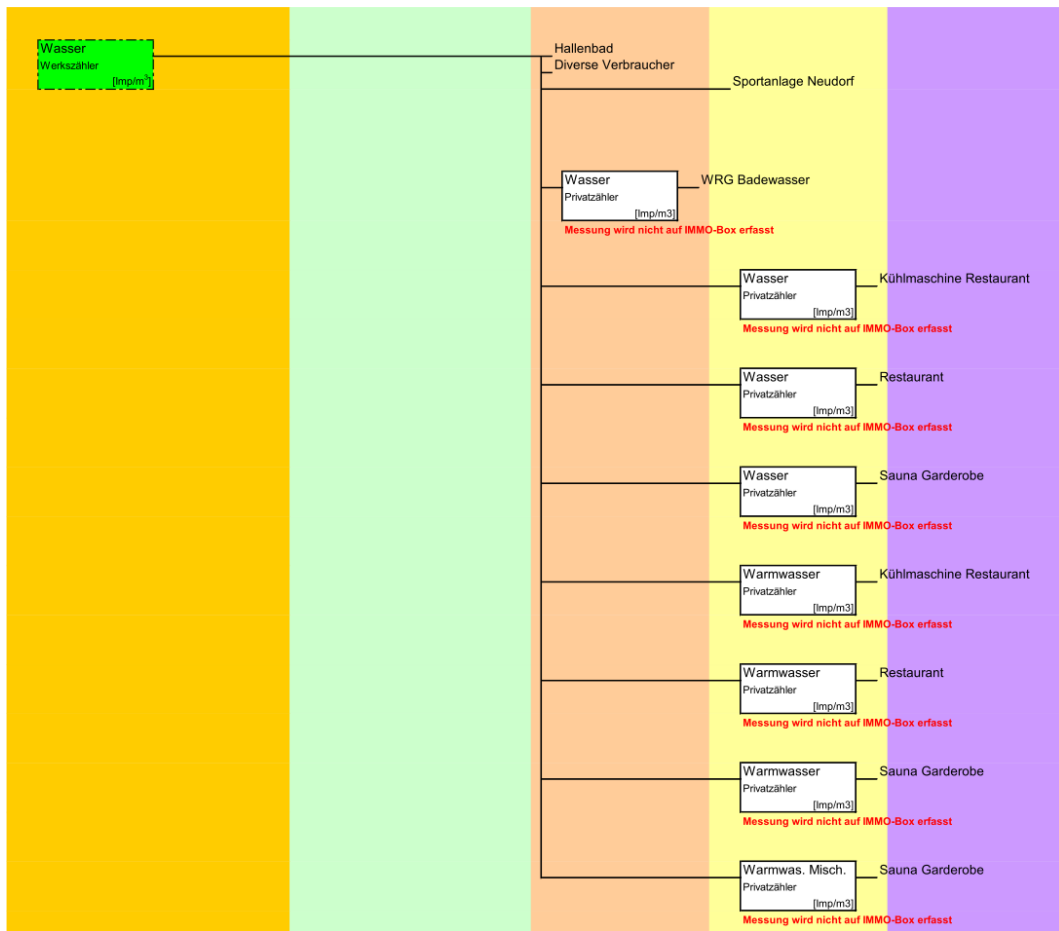 Wasser
Werkszähler
[Imp/m³]
Hallenbad
Diverse Verbraucher
Sportanlage Neudorf
Wasser
Privatzähler
[Imp/m3]
WRG Badewasser
Messung wird nicht auf IMMO-Box erfasst
Wasser
Privatzähler
[Imp/m3]
Kühlmaschine Restaurant
Messung wird nicht auf IMMO-Box erfasst
Wasser
Privatzähler
[Imp/m3]
Restaurant
Messung wird nicht auf IMMO-Box erfasst
Wasser
Privatzähler
[Imp/m3]
Sauna Garderobe
Messung wird nicht auf IMMO-Box erfasst
Warmwasser
Privatzähler
[Imp/m3]
Kühlmaschine Restaurant
Messung wird nicht auf IMMO-Box erfasst
Warmwasser
Privatzähler
[Imp/m3]
Restaurant
Messung wird nicht auf IMMO-Box erfasst
Warmwasser
Privatzähler
[Imp/m3]
Sauna Garderobe
Messung wird nicht auf IMMO-Box erfasst
Warmwas. Misch.
Privatzähler
[Imp/m3]
Sauna Garderobe
Messung wird nicht auf IMMO-Box erfasst